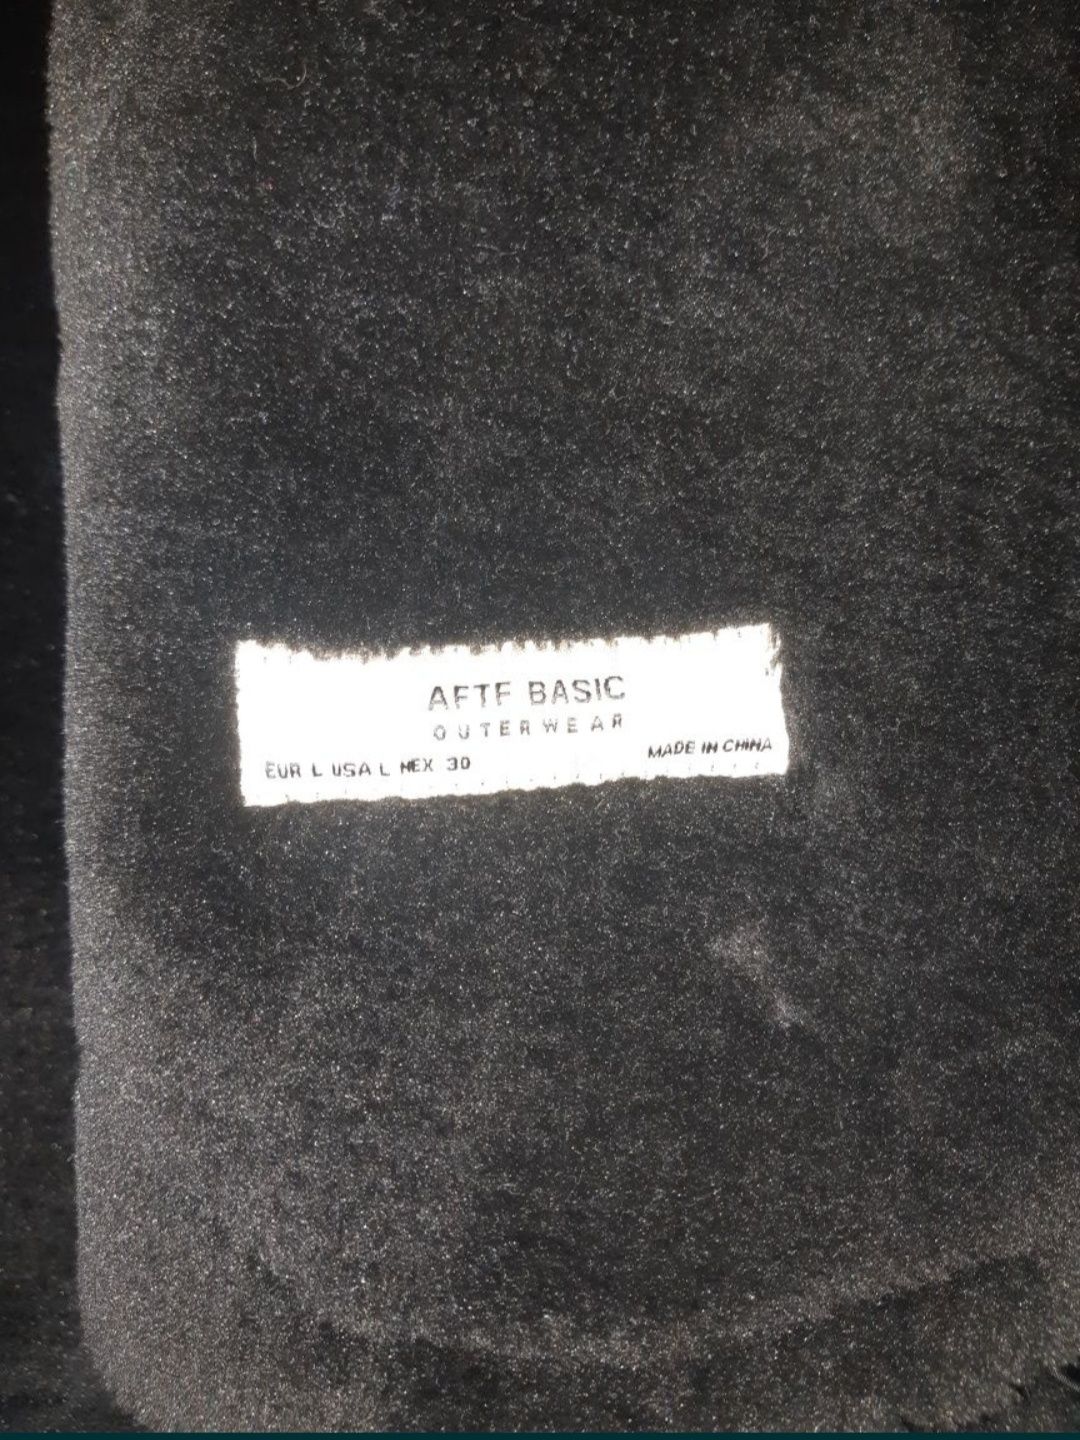 AFTF BASIC
OUTERWEAR
EUR L USA L MEX 30
MADE IN CHINA